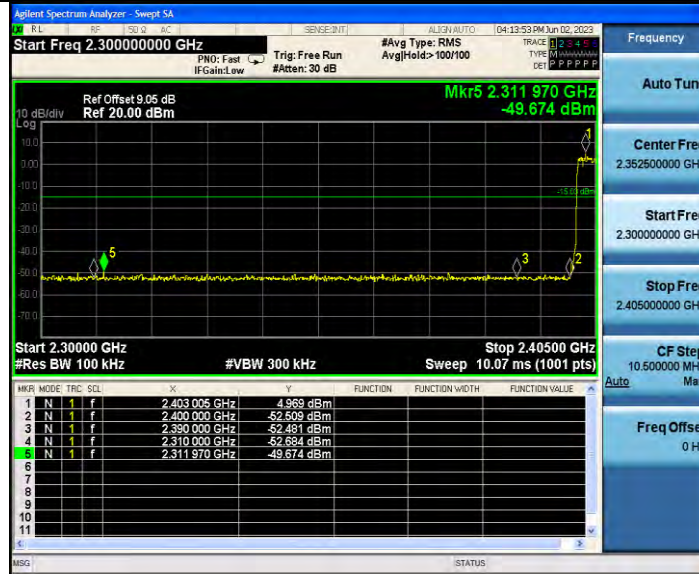 Agilent Spectrum Analyzer - Swept SA
RL RF 50 Ω AC SENSE:INT ALIGN AUTO 04:13:53 PM Jun 02, 2023
Start Freq 2.300000000 GHz
PNO: Fast
IFGain:Low
Trig: Free Run
#Atten: 30 dB
#Avg Type: RMS
Avg|Hold:>100/100
TRACE 1 2 3 4 5 6
TYPE M
DET P P P P P P
Ref Offset 9.05 dB
Ref 20.00 dBm
10 dB/div
Log
Mkr5 2.311 970 GHz
-49.674 dBm
10.0
0.00
-10.0
-20.0
-30.0
-40.0
-50.0
-60.0
-70.0
1
-15.03 dBm
5
3
2
Start 2.30000 GHz
Stop 2.40500 GHz
#Res BW 100 kHz
#VBW 300 kHz
Sweep 10.07 ms (1001 pts)
MKR MODE TRC SCL X Y FUNCTION FUNCTION WIDTH FUNCTION VALUE
1 N 1 f 2.403 005 GHz 4.969 dBm
2 N 1 f 2.400 000 GHz -52.509 dBm
3 N 1 f 2.390 000 GHz -52.481 dBm
4 N 1 f 2.310 000 GHz -52.684 dBm
5 N 1 f 2.311 970 GHz -49.674 dBm
6
7
8
9
10
11
MSG
STATUS
Frequency
Auto Tun
Center Fre
2.352500000 GH
Start Fre
2.300000000 GH
Stop Fre
2.405000000 GH
CF Step
10.500000 MH
Auto Ma
Freq Offse
0 H